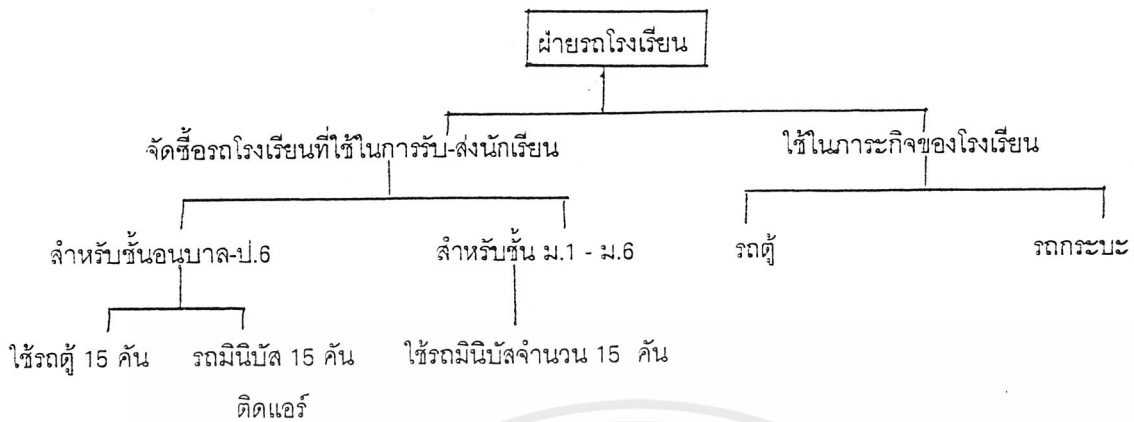 ฝ่ายรถโรงเรียน
จัดซื้อรถโรงเรียนที่ใช้ในการรับ-ส่งนักเรียน
ใช้ในภาระกิจของโรงเรียน
สำหรับชั้นอนุบาล-ป.6
สำหรับชั้น ม.1 - ม.6
รถตู้
รถกระบะ
ใช้รถตู้ 15 คัน
รถมินิบัส 15 คัน
ติดแอร์
ใช้รถมินิบัสจำนวน 15 คัน